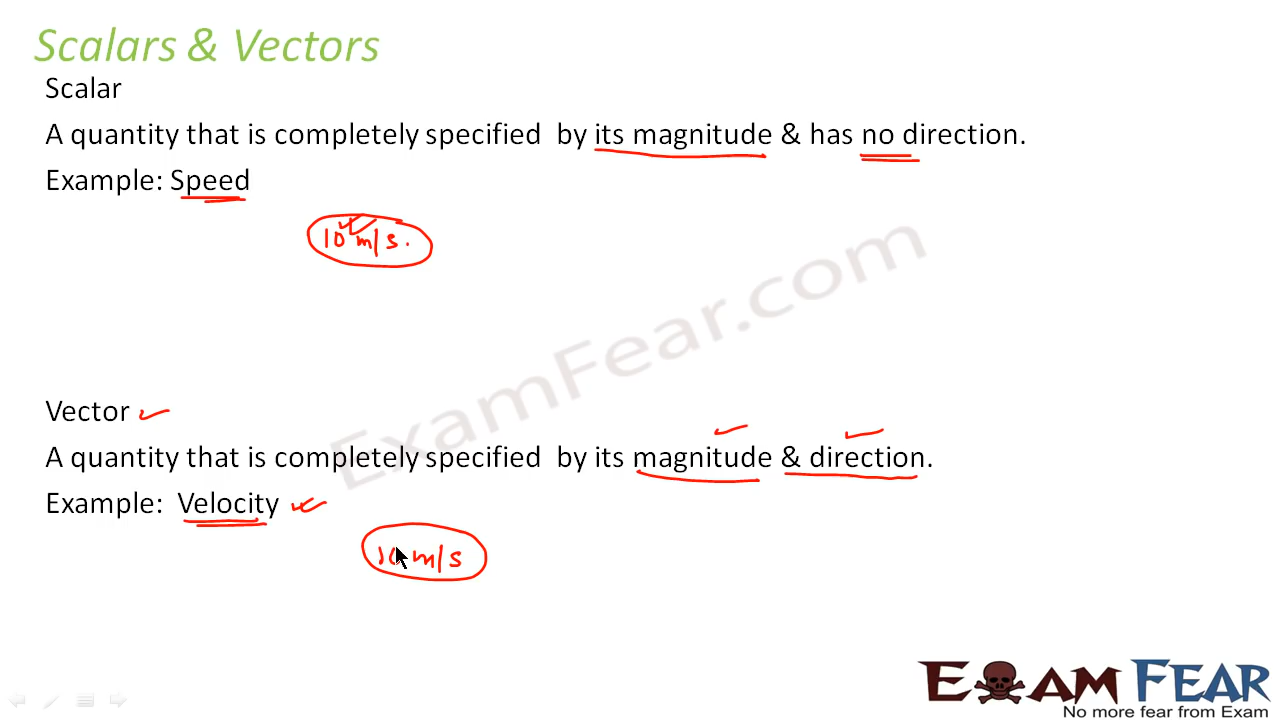 Scalars & Vectors
Scalar
A quantity that is completely specified by its magnitude & has no direction.
Example: Speed
10 m/s.
ExamFear.com
Vector
A quantity that is completely specified by its magnitude & direction.
Example: Velocity
10 m/s
EXAM FEAR
No more fear from Exam